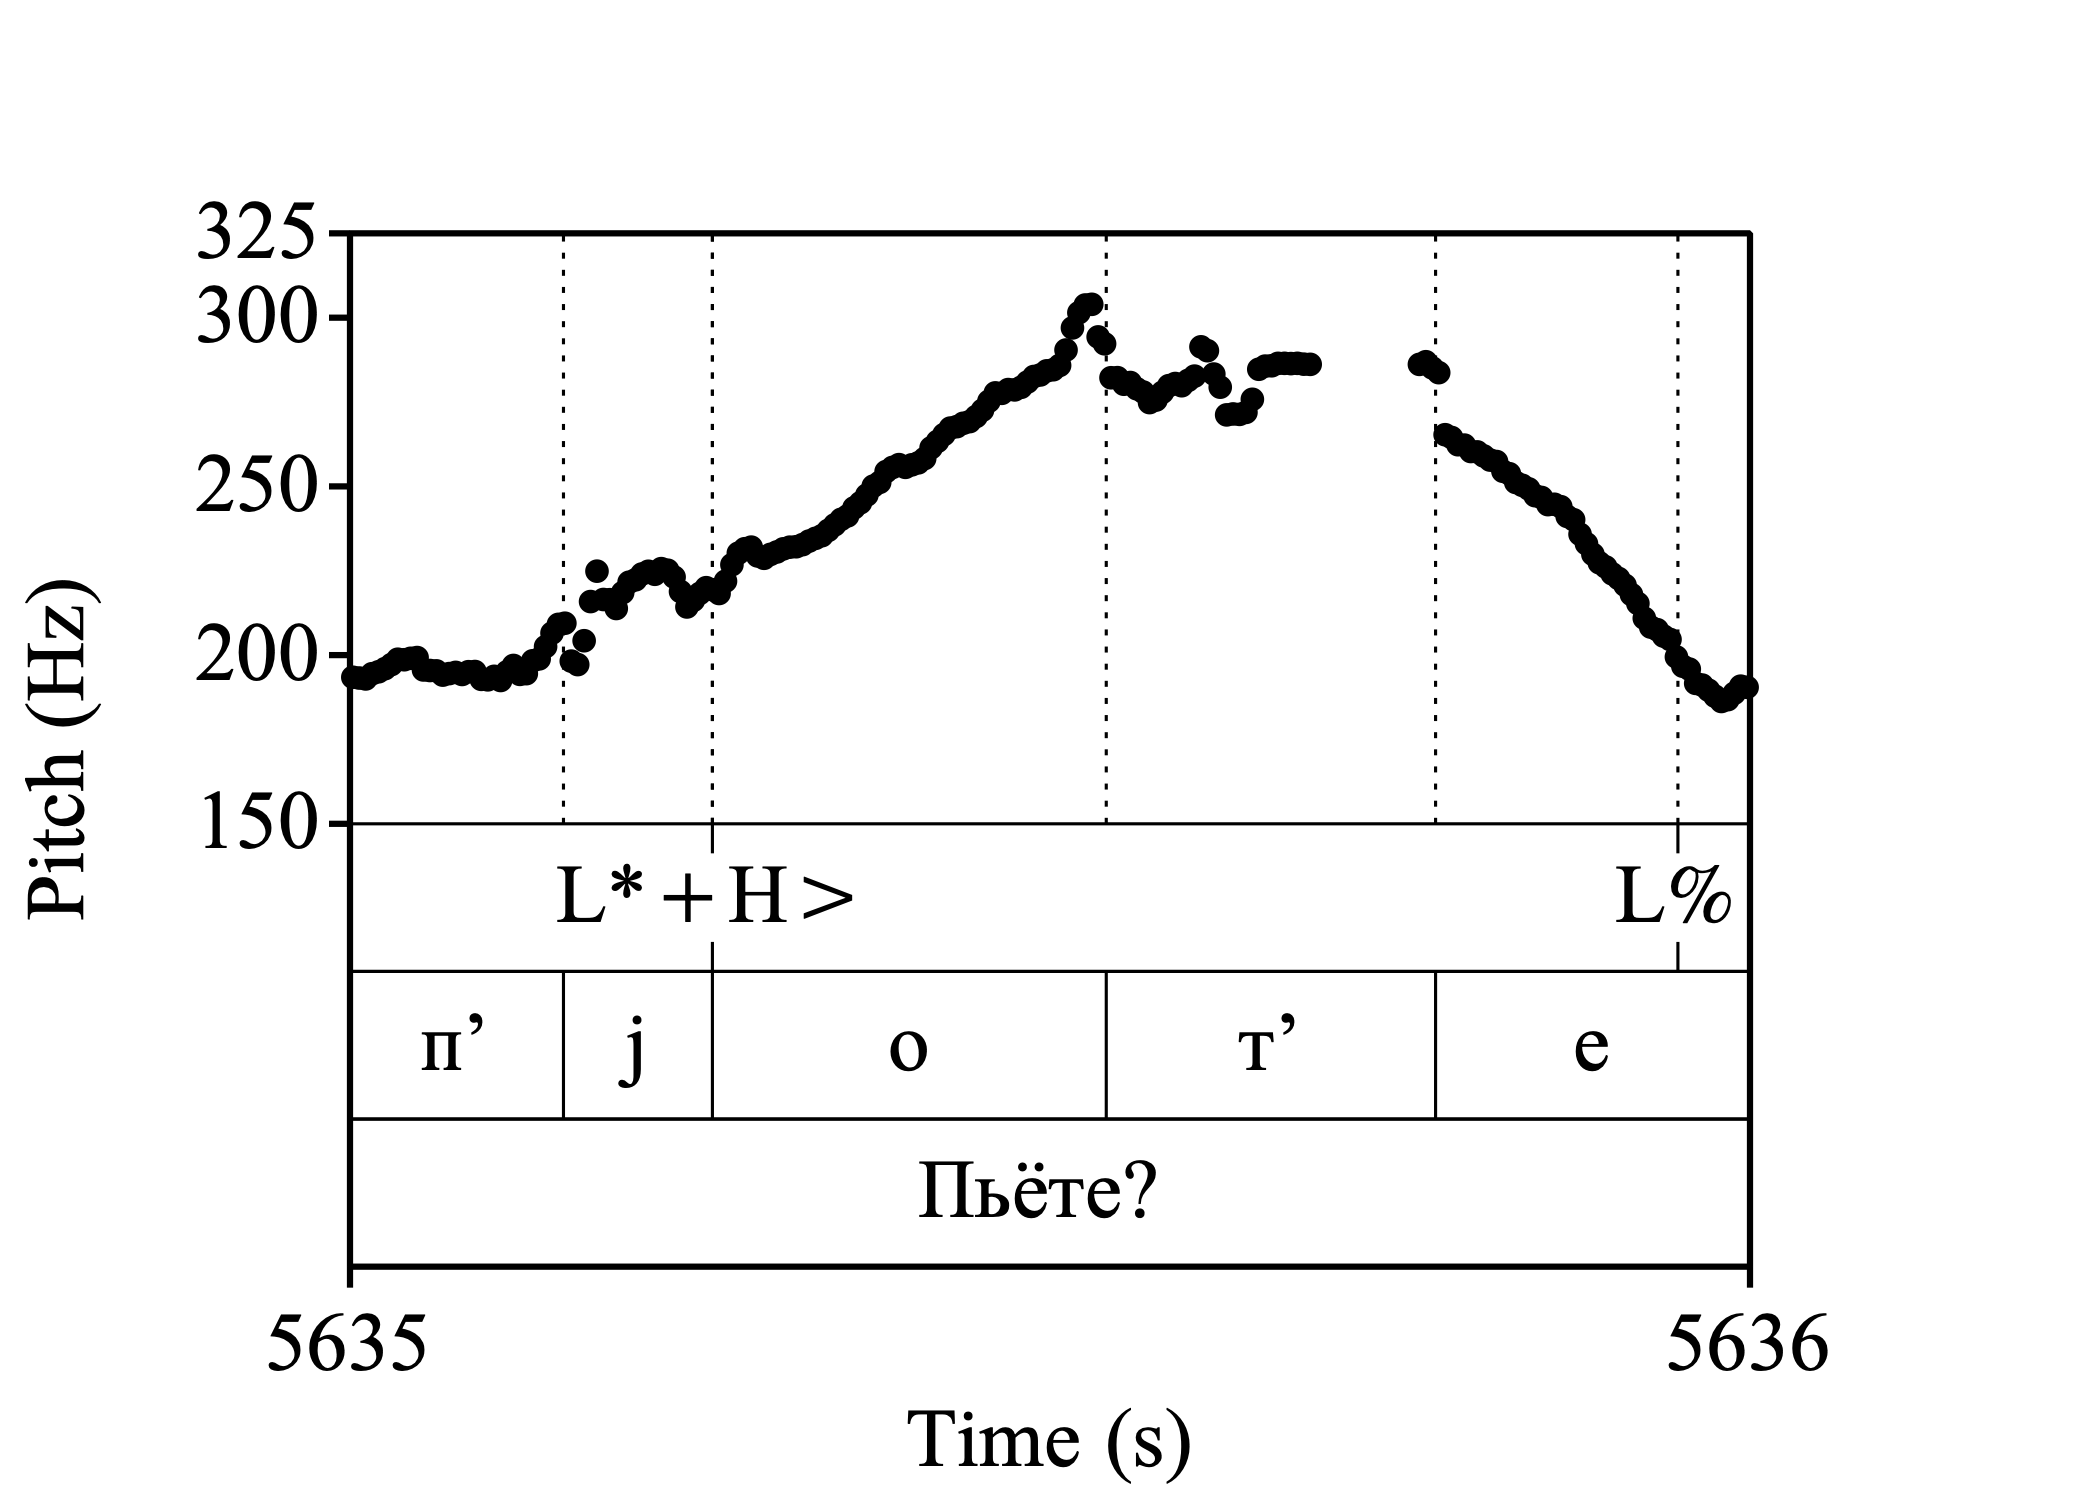 325
300
250
200
150
Pitch (Hz)
L*+H> L%
п’ j о т’ е
Пьёте?
5635 5636
Time (s)